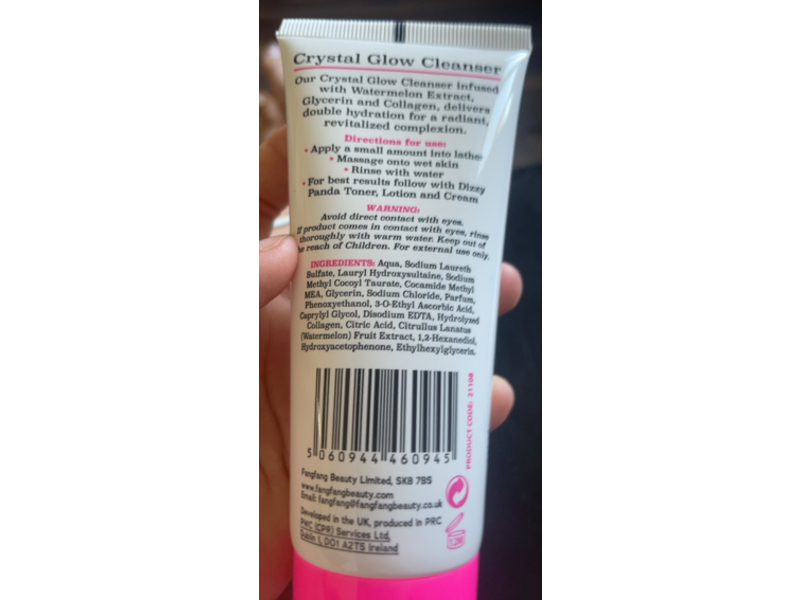 Crystal Glow Cleanser
Our Crystal Glow Cleanser infused
with Watermelon Extract,
Glycerin and Collagen, delivers
double hydration for a radiant,
revitalized complexion.
Directions for use:
• Apply a small amount into lather
• Massage onto wet skin
• Rinse with water
• For best results follow with Dizzy
Panda Toner, Lotion and Cream
WARNING:
Avoid direct contact with eyes.
If product comes in contact with eyes, rinse
thoroughly with warm water. Keep out of
the reach of Children. For external use only.
INGREDIENTS: Aqua, Sodium Laureth
Sulfate, Lauryl Hydroxysultaine, Sodium
Methyl Cocoyl Taurate, Cocamide Methyl
MEA, Glycerin, Sodium Chloride, Parfum,
Phenoxyethanol, 3-O-Ethyl Ascorbic Acid,
Caprylyl Glycol, Disodium EDTA, Hydrolyzed
Collagen, Citric Acid, Citrullus Lanatus
(Watermelon) Fruit Extract, 1,2-Hexanediol,
Hydroxyacetophenone, Ethylhexylglycerin.
5 060944 460945
PRODUCT CODE: 21108
Fangfang Beauty Limited, SK8 7BS
www.fangfangbeauty.com
Email: fangfang@fangfangbeauty.co.uk
Developed in the UK, produced in PRC
PWC (CPR) Services Ltd,
Dublin 1, D01 A2T5 Ireland